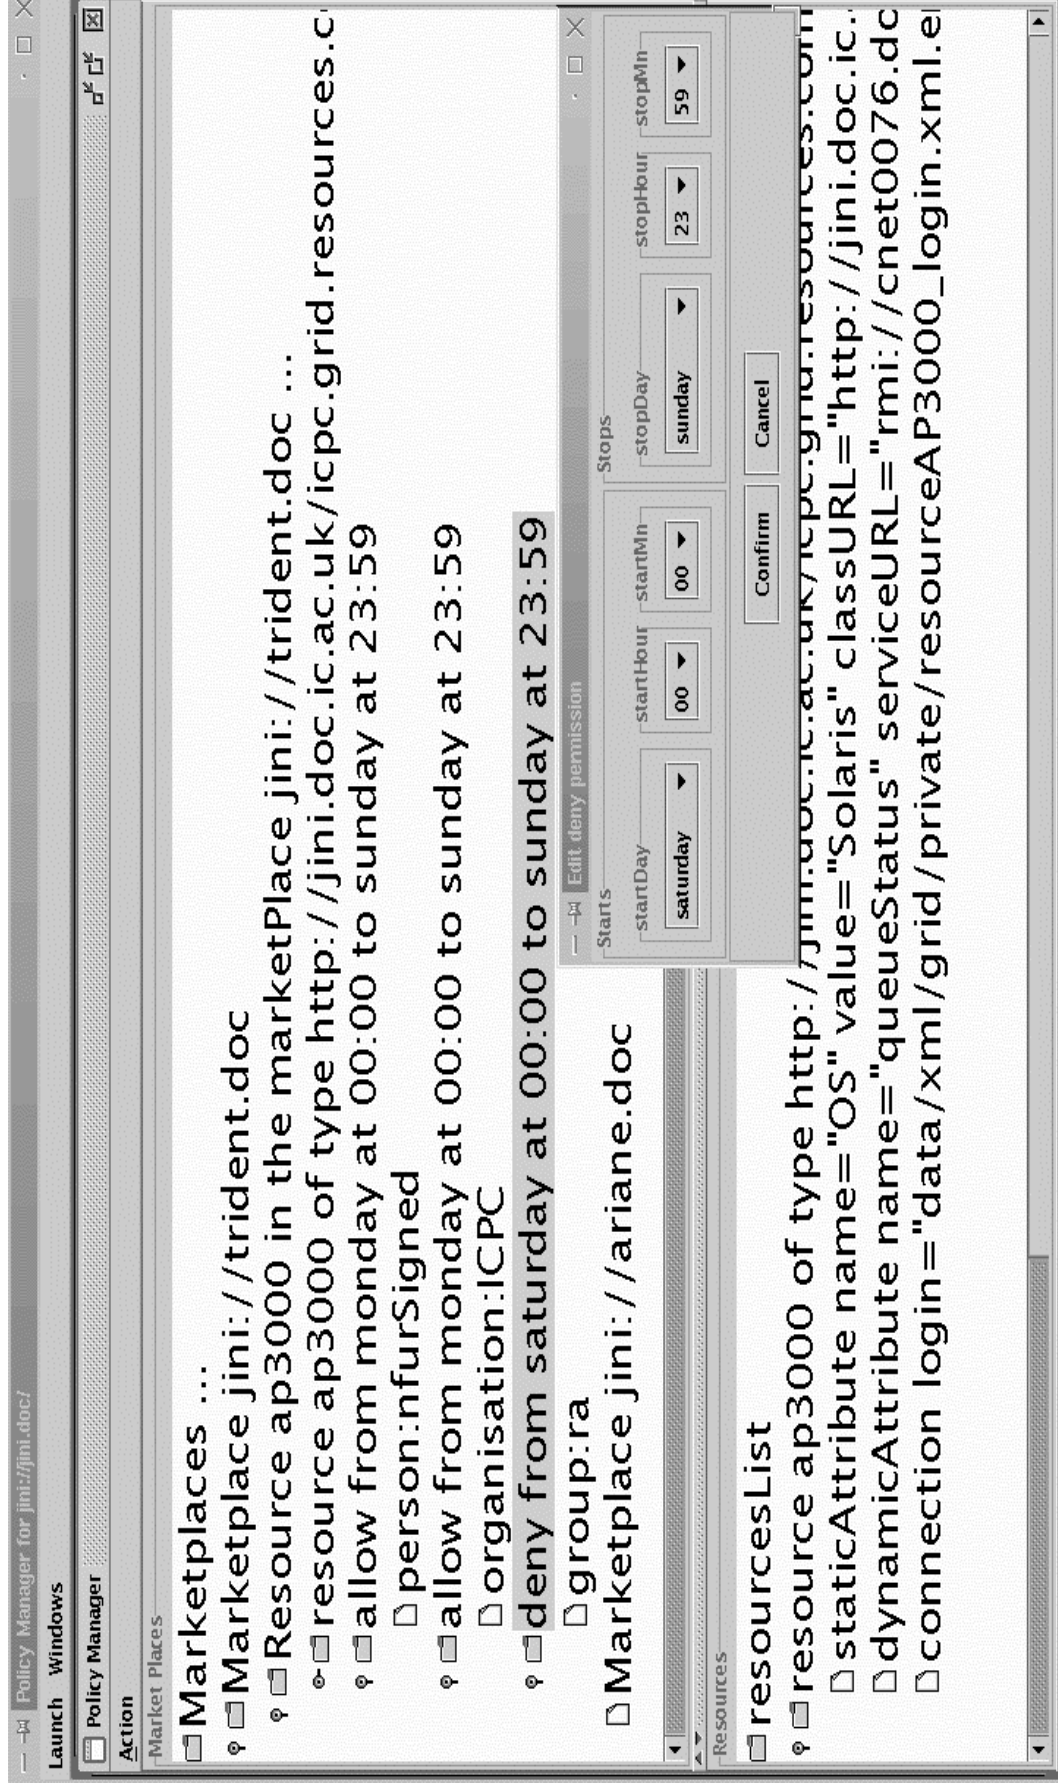 Policy Manager for jini://jini.doc/
Launch Windows
Policy Manager
Action
Market Places
Marketplaces ...
Marketplace jini://trident.doc
Resource ap3000 in the marketPlace jini://trident.doc ...
resource ap3000 of type http://jini.doc.ic.ac.uk/icpc.grid.resources.c
allow from monday at 00:00 to sunday at 23:59
person:nfurSigned
allow from monday at 00:00 to sunday at 23:59
organisation:ICPC
deny from saturday at 00:00 to sunday at 23:59
group:ra
Marketplace jini://ariane.doc
Edit deny permission
Starts
Stops
startDay
startHour
startMn
stopDay
stopHour
stopMn
saturday
00
00
sunday
23
59
Confirm
Cancel
Resources
resourcesList
resource ap3000 of type http://jini.doc.ic.ac.uk/icpc.grid.resources.com
staticAttribute name="OS" value="Solaris" classURL="http://jini.doc.ic.
dynamicAttribute name="queueStatus" serviceURL="rmi://cnet0076.dc
connection login="data/xml/grid/private/resourceAP3000_login.xml.e